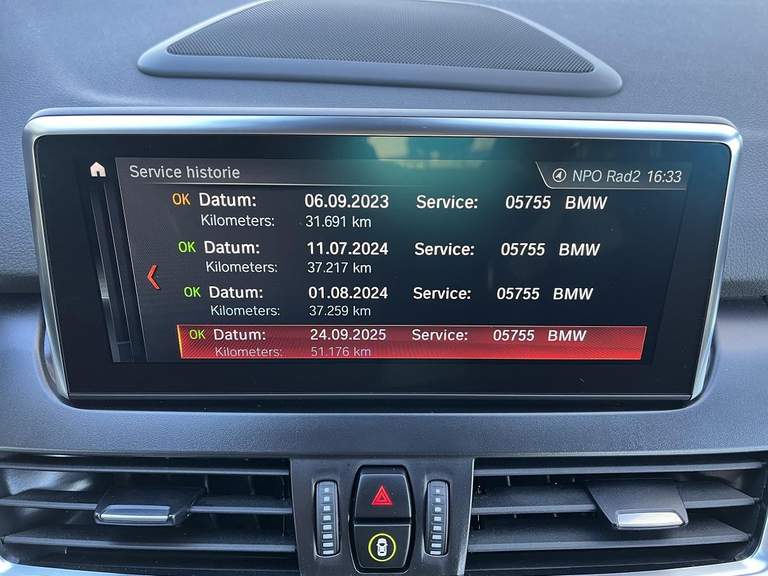 Service historie NPO Rad2 16:33
OK Datum: 06.09.2023 Service: 05755 BMW
Kilometers: 31.691 km
OK Datum: 11.07.2024 Service: 05755 BMW
Kilometers: 37.217 km
OK Datum: 01.08.2024 Service: 05755 BMW
Kilometers: 37.259 km
OK Datum: 24.09.2025 Service: 05755 BMW
Kilometers: 51.176 km